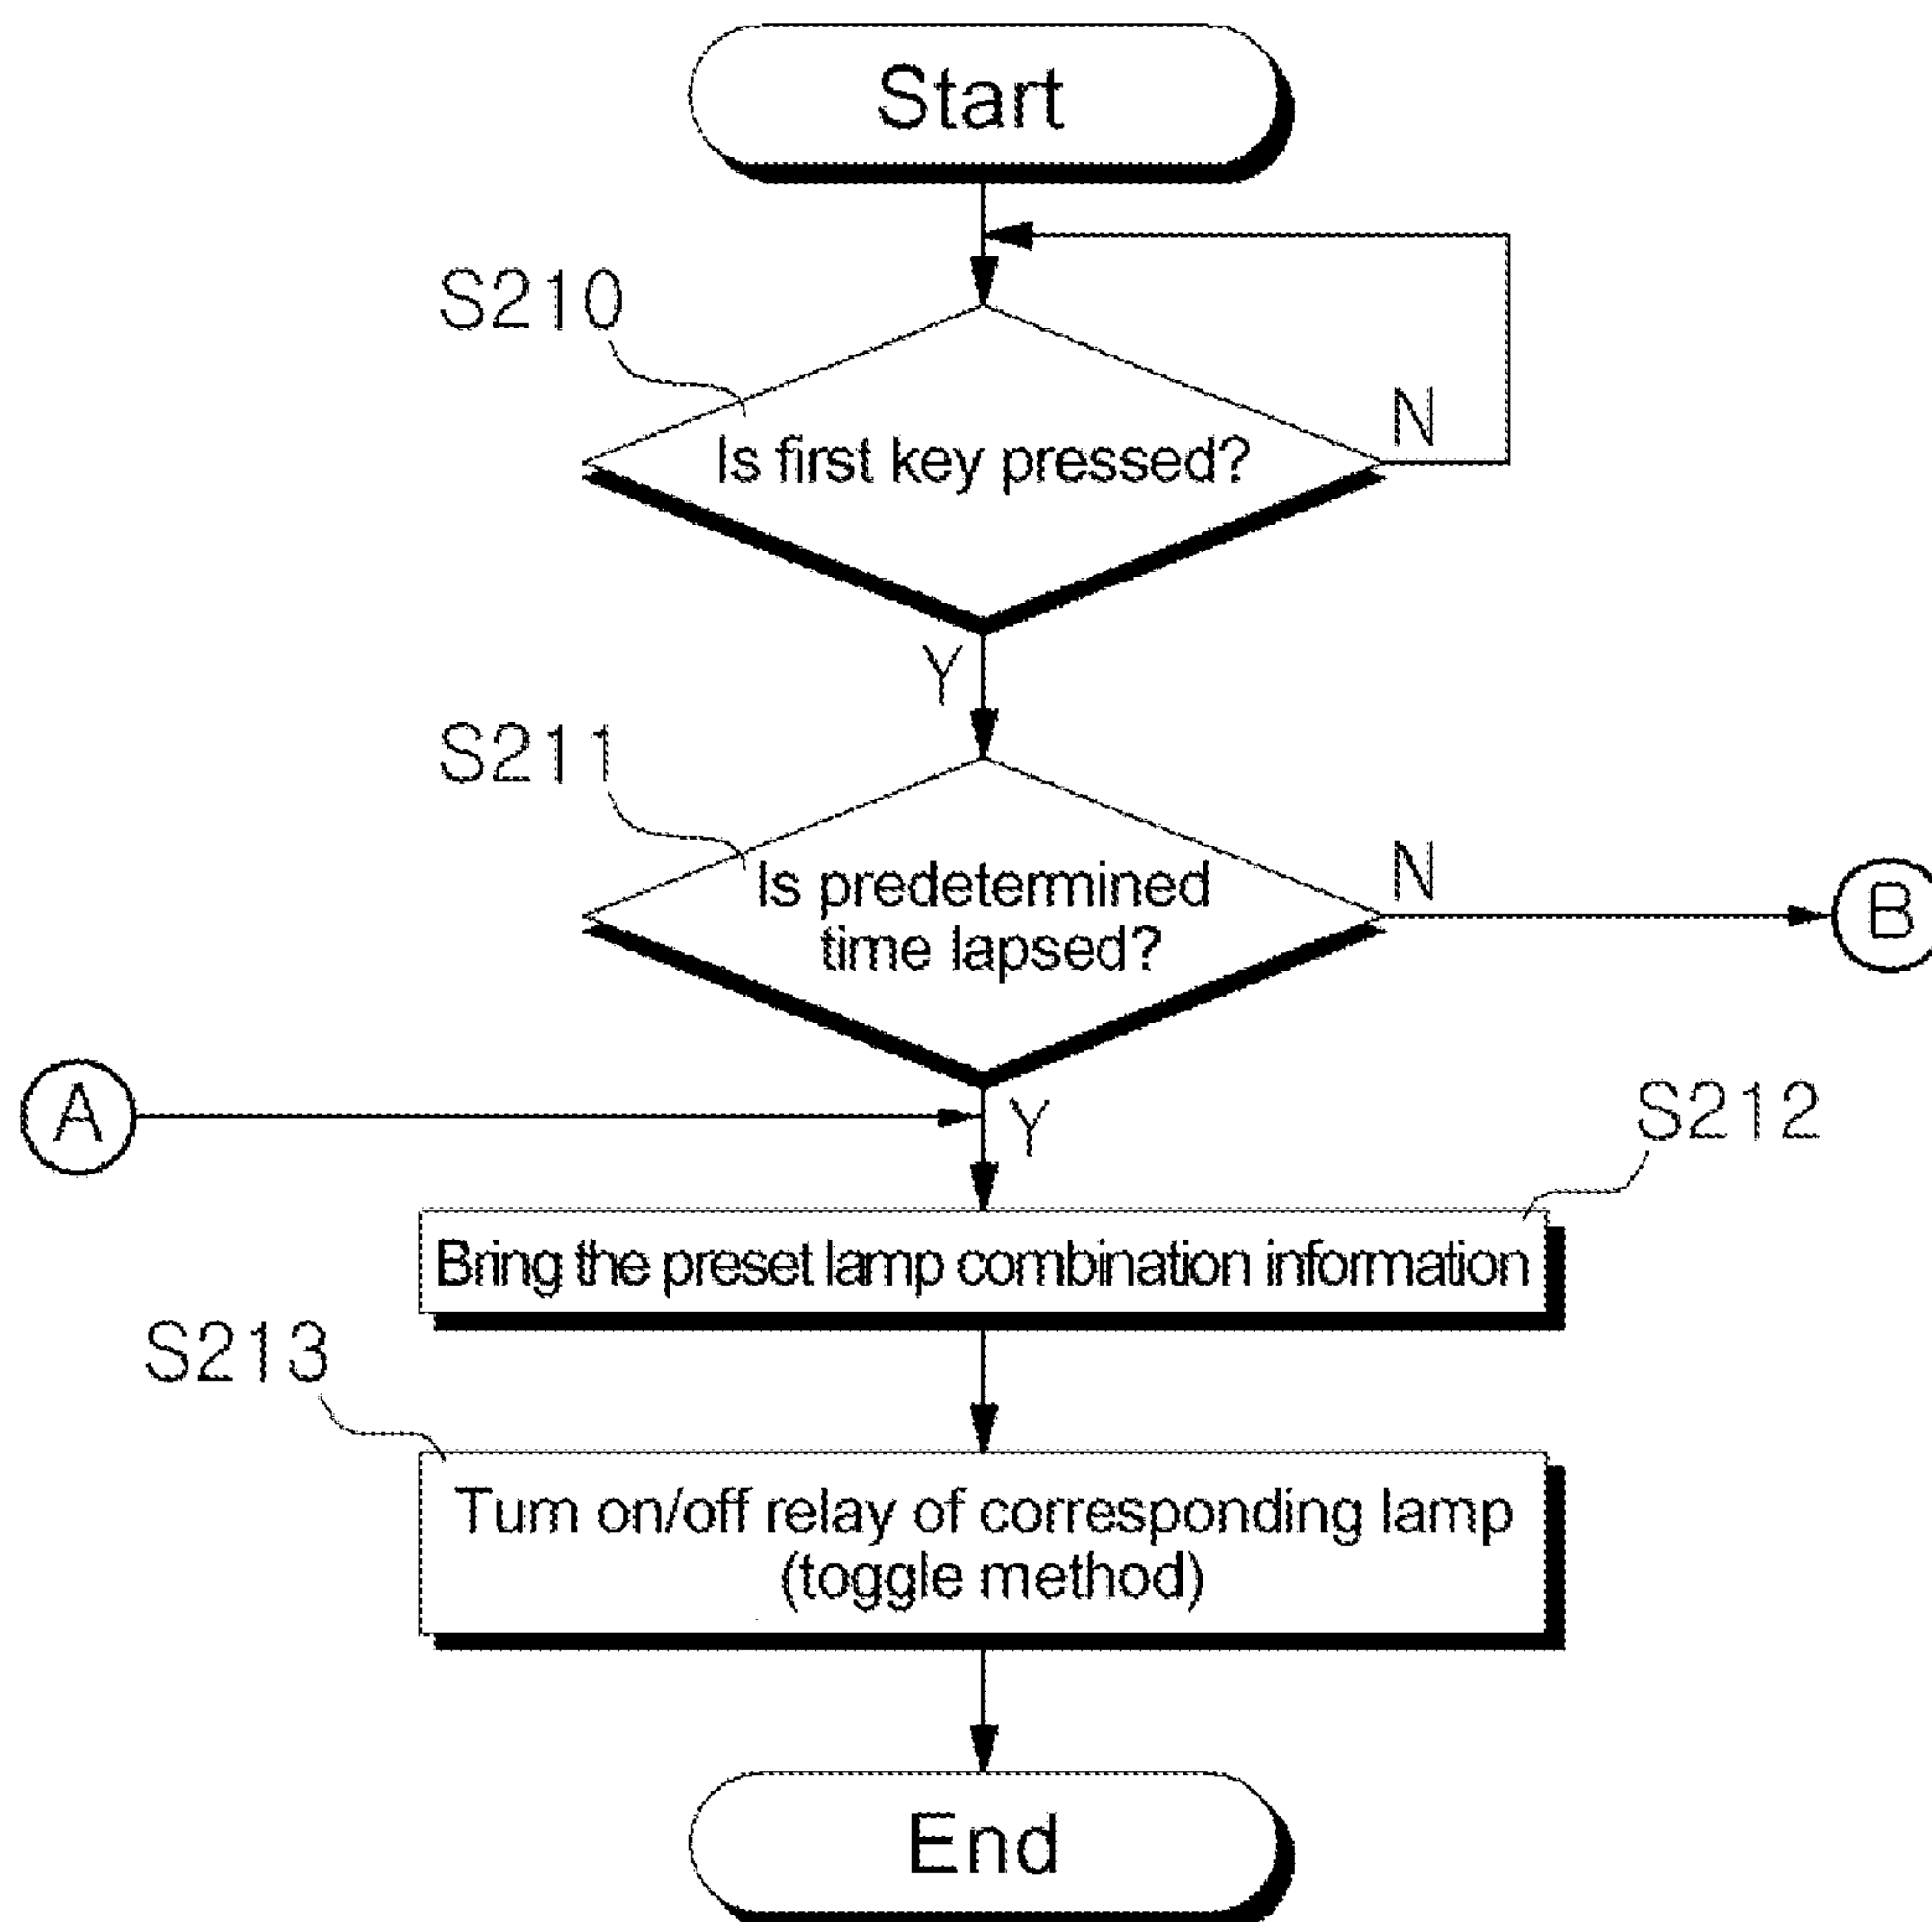 Start
S210
Is first key pressed?
N
Y
S211
Is predetermined
time lapsed?
N
B
A
Y
S212
Bring the preset lamp combination information
S213
Turn on/off relay of corresponding lamp
(toggle method)
End